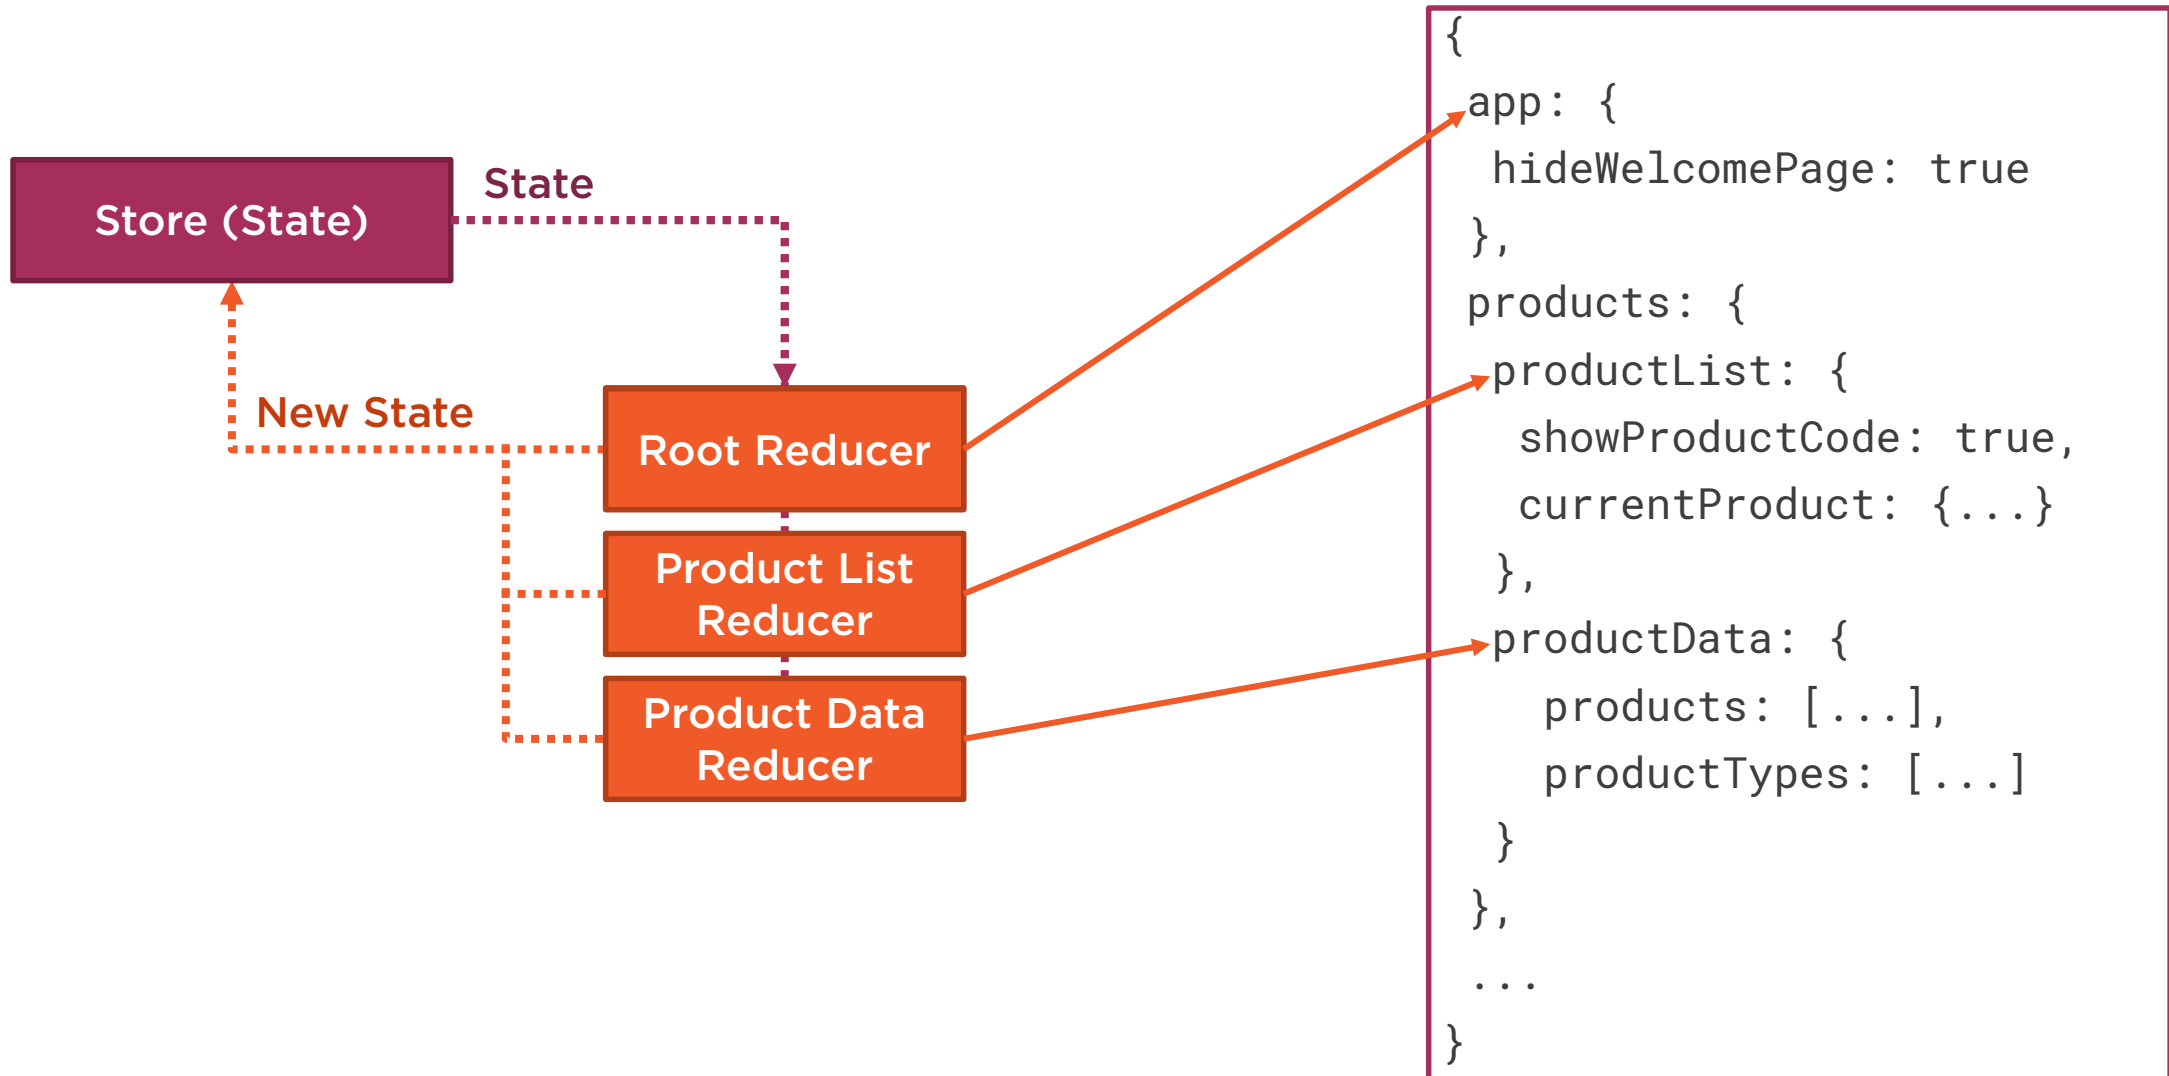 Store (State)
State
New State
Root Reducer
Product List
Reducer
Product Data
Reducer
{
app: {
hideWelcomePage: true
},
products: {
productList: {
showProductCode: true,
currentProduct: {...}
},
productData: {
products: [...],
productTypes: [...]
}
},
...
}